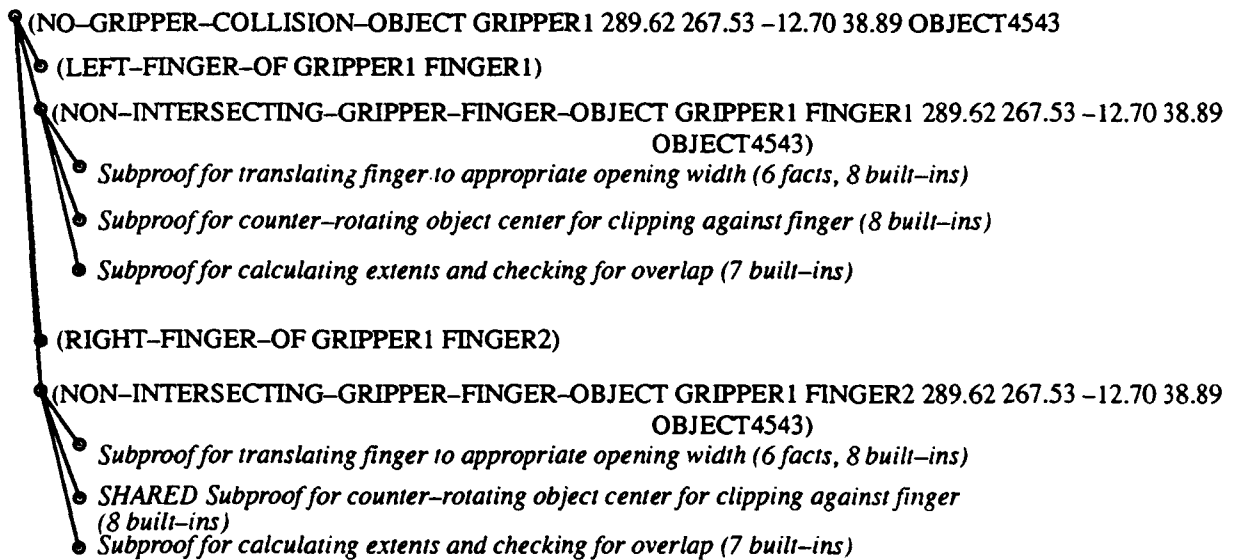 (NO–GRIPPER–COLLISION–OBJECT GRIPPER1 289.62 267.53 –12.70 38.89 OBJECT4543
(LEFT–FINGER–OF GRIPPER1 FINGER1)
(NON–INTERSECTING–GRIPPER–FINGER–OBJECT GRIPPER1 FINGER1 289.62 267.53 –12.70 38.89
OBJECT4543)
Subproof for translating finger to appropriate opening width (6 facts, 8 built–ins)
Subproof for counter–rotating object center for clipping against finger (8 built–ins)
Subproof for calculating extents and checking for overlap (7 built–ins)
(RIGHT–FINGER–OF GRIPPER1 FINGER2)
(NON–INTERSECTING–GRIPPER–FINGER–OBJECT GRIPPER1 FINGER2 289.62 267.53 –12.70 38.89
OBJECT4543)
Subproof for translating finger to appropriate opening width (6 facts, 8 built–ins)
SHARED Subproof for counter–rotating object center for clipping against finger
(8 built–ins)
Subproof for calculating extents and checking for overlap (7 built–ins)